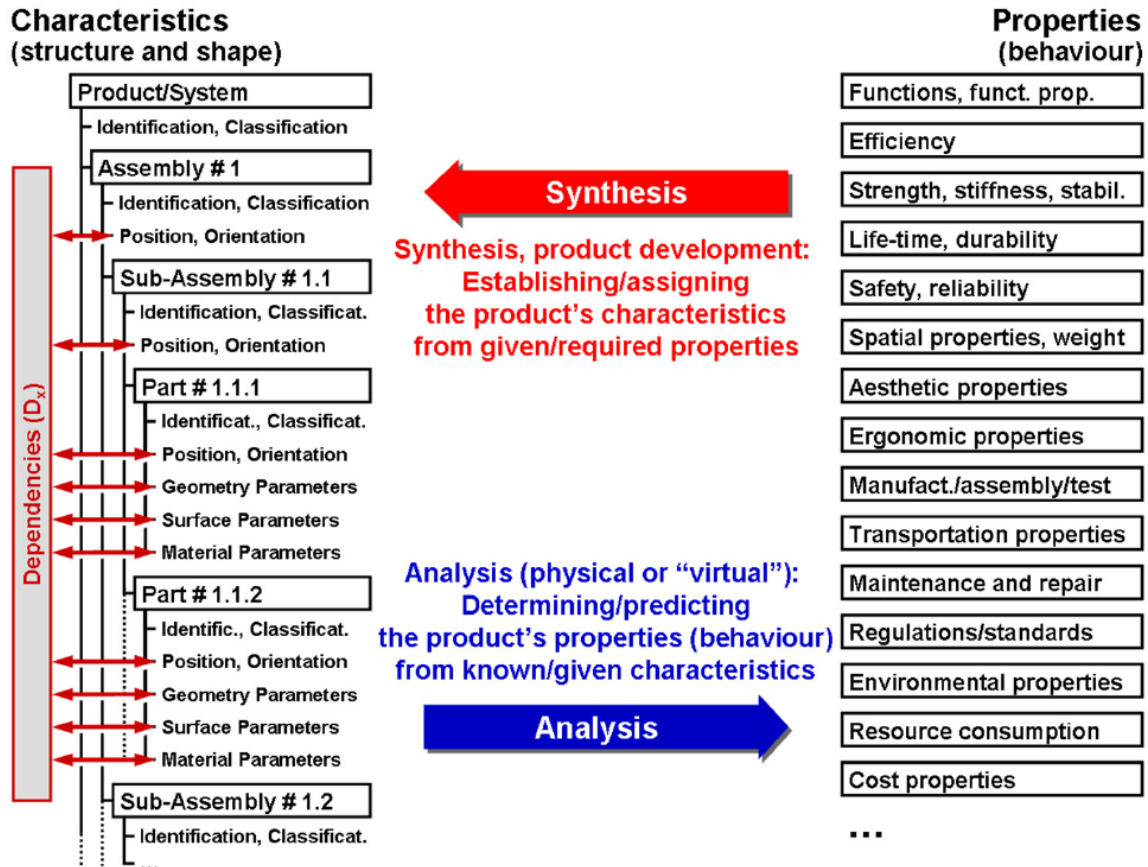 Characteristics
(structure and shape)
Product/System
Identification, Classification
Assembly # 1
Identification, Classification
Position, Orientation
Sub-Assembly # 1.1
Identification, Classificat.
Position, Orientation
Part # 1.1.1
Identificat., Classificat.
Position, Orientation
Geometry Parameters
Surface Parameters
Material Parameters
Part # 1.1.2
Identific., Classificat.
Position, Orientation
Geometry Parameters
Surface Parameters
Material Parameters
Sub-Assembly # 1.2
Identification, Classificat.
...
Dependencies (Dx)
Synthesis
Synthesis, product development:
Establishing/assigning
the product’s characteristics
from given/required properties
Analysis (physical or “virtual”):
Determining/predicting
the product’s properties (behaviour)
from known/given characteristics
Analysis
Properties
(behaviour)
Functions, funct. prop.
Efficiency
Strength, stiffness, stabil.
Life-time, durability
Safety, reliability
Spatial properties, weight
Aesthetic properties
Ergonomic properties
Manufact./assembly/test
Transportation properties
Maintenance and repair
Regulations/standards
Environmental properties
Resource consumption
Cost properties
...